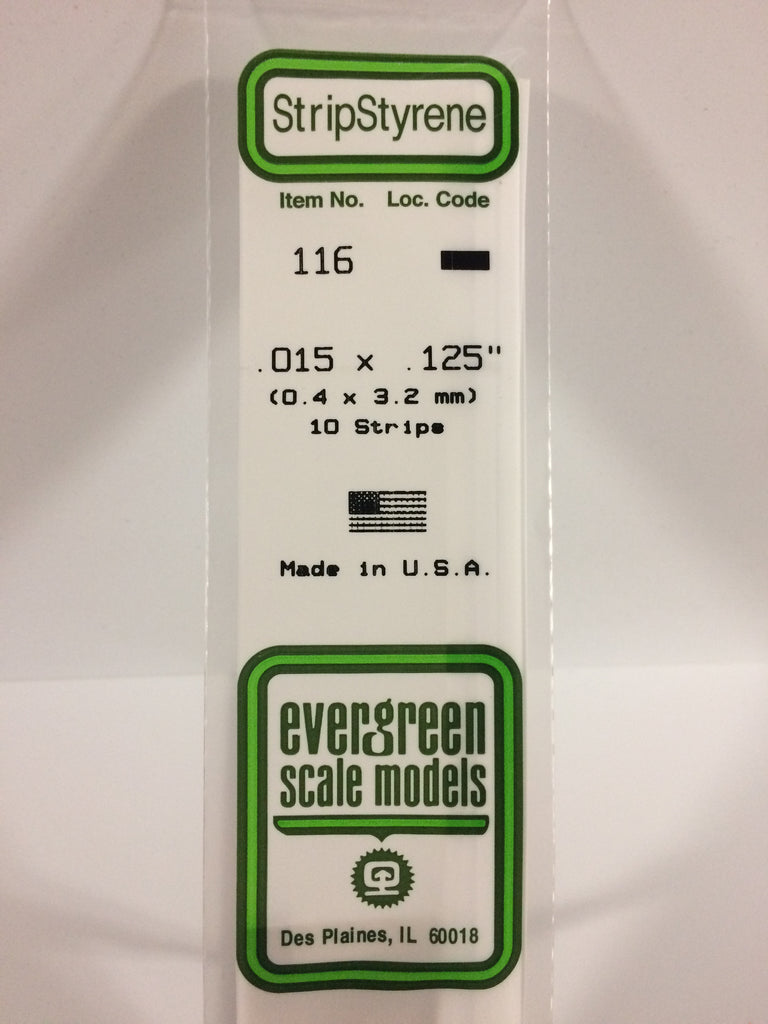 StripStyrene
Item No. Loc. Code
116
.015 x .125"
(0.4 x 3.2 mm)
10 Strips
Made in U.S.A.
evergreen
scale models
Des Plaines, IL 60018